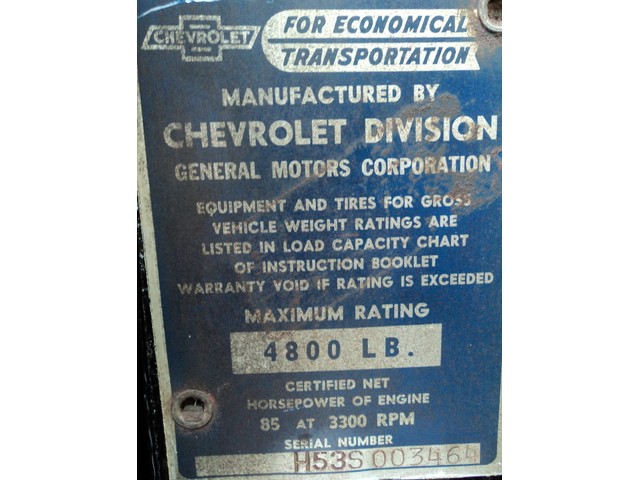 CHEVROLET
FOR ECONOMICAL
TRANSPORTATION
MANUFACTURED BY
CHEVROLET DIVISION
GENERAL MOTORS CORPORATION
EQUIPMENT AND TIRES FOR GROSS
VEHICLE WEIGHT RATINGS ARE
LISTED IN LOAD CAPACITY CHART
OF INSTRUCTION BOOKLET
WARRANTY VOID IF RATING IS EXCEEDED
MAXIMUM RATING
4800 LB.
CERTIFIED NET
HORSEPOWER OF ENGINE
85 AT 3300 RPM
SERIAL NUMBER
H53S003464